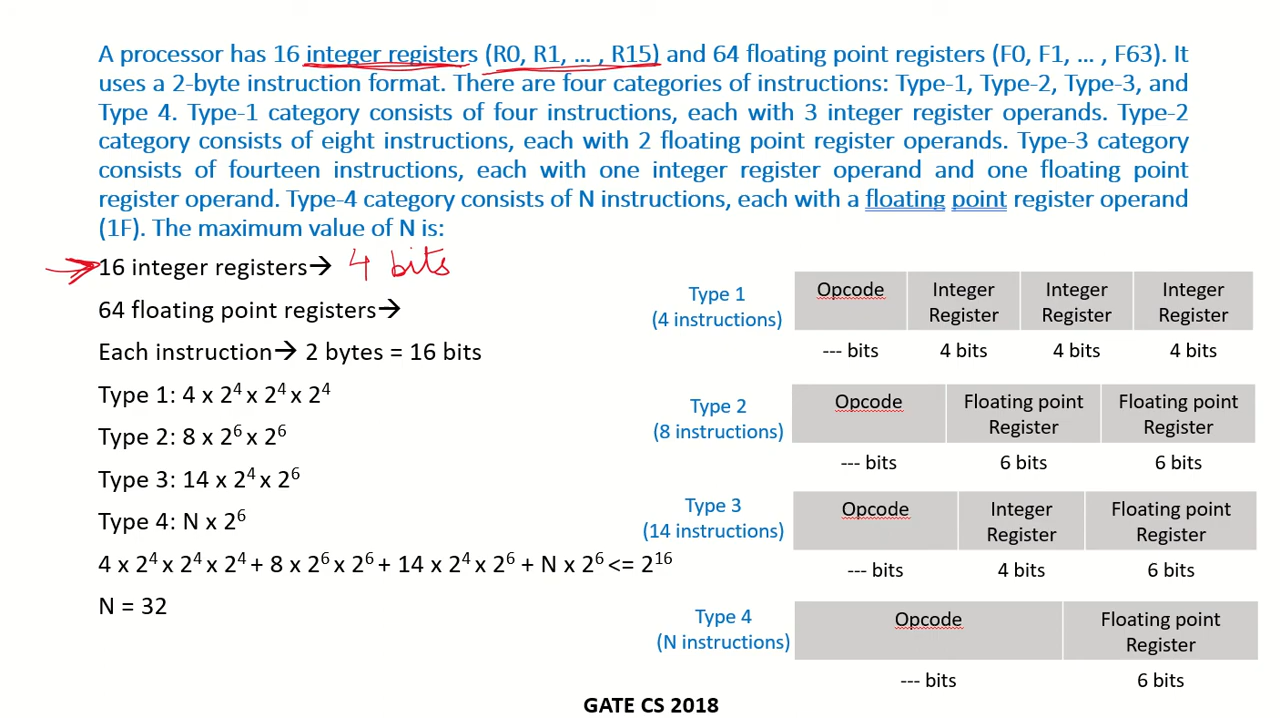 A processor has 16 integer registers (R0, R1, … , R15) and 64 floating point registers (F0, F1, … , F63). It
uses a 2-byte instruction format. There are four categories of instructions: Type-1, Type-2, Type-3, and
Type 4. Type-1 category consists of four instructions, each with 3 integer register operands. Type-2
category consists of eight instructions, each with 2 floating point register operands. Type-3 category
consists of fourteen instructions, each with one integer register operand and one floating point
register operand. Type-4 category consists of N instructions, each with a floating point register operand
(1F). The maximum value of N is:
16 integer registers→ 4 bits
64 floating point registers→
Each instruction→ 2 bytes = 16 bits
Type 1: 4 x 2⁴ x 2⁴ x 2⁴
Type 2: 8 x 2⁶ x 2⁶
Type 3: 14 x 2⁴ x 2⁶
Type 4: N x 2⁶
4 x 2⁴ x 2⁴ x 2⁴ + 8 x 2⁶ x 2⁶ + 14 x 2⁴ x 2⁶ + N x 2⁶ <= 2¹⁶
N = 32
Type 1
(4 instructions)
Opcode Integer Integer Integer
Register Register Register
--- bits 4 bits 4 bits 4 bits
Type 2
(8 instructions)
Opcode Floating point Floating point
Register Register
--- bits 6 bits 6 bits
Type 3
(14 instructions)
Opcode Integer Floating point
Register Register
--- bits 4 bits 6 bits
Type 4
(N instructions)
Opcode Floating point
Register
--- bits 6 bits
GATE CS 2018